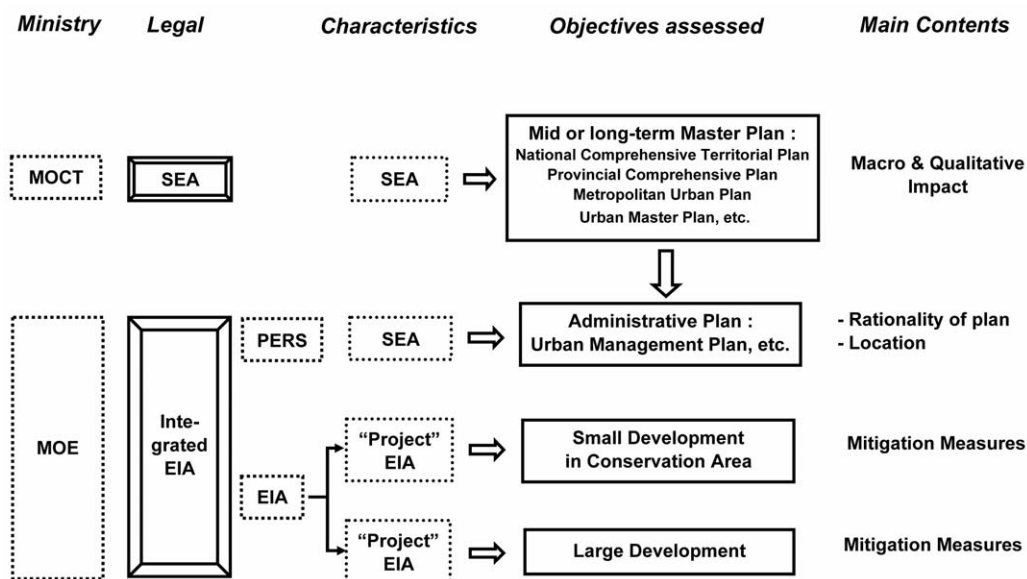 Ministry Legal Characteristics Objectives assessed Main Contents
MOCT
SEA
SEA
Mid or long-term Master Plan :
National Comprehensive Territorial Plan
Provincial Comprehensive Plan
Metropolitan Urban Plan
Urban Master Plan, etc.
Macro & Qualitative
Impact
MOE
Inte-
grated
EIA
PERS
SEA
Administrative Plan :
Urban Management Plan, etc.
- Rationality of plan
- Location
EIA
“Project”
EIA
Small Development
in Conservation Area
Mitigation Measures
“Project”
EIA
Large Development
Mitigation Measures